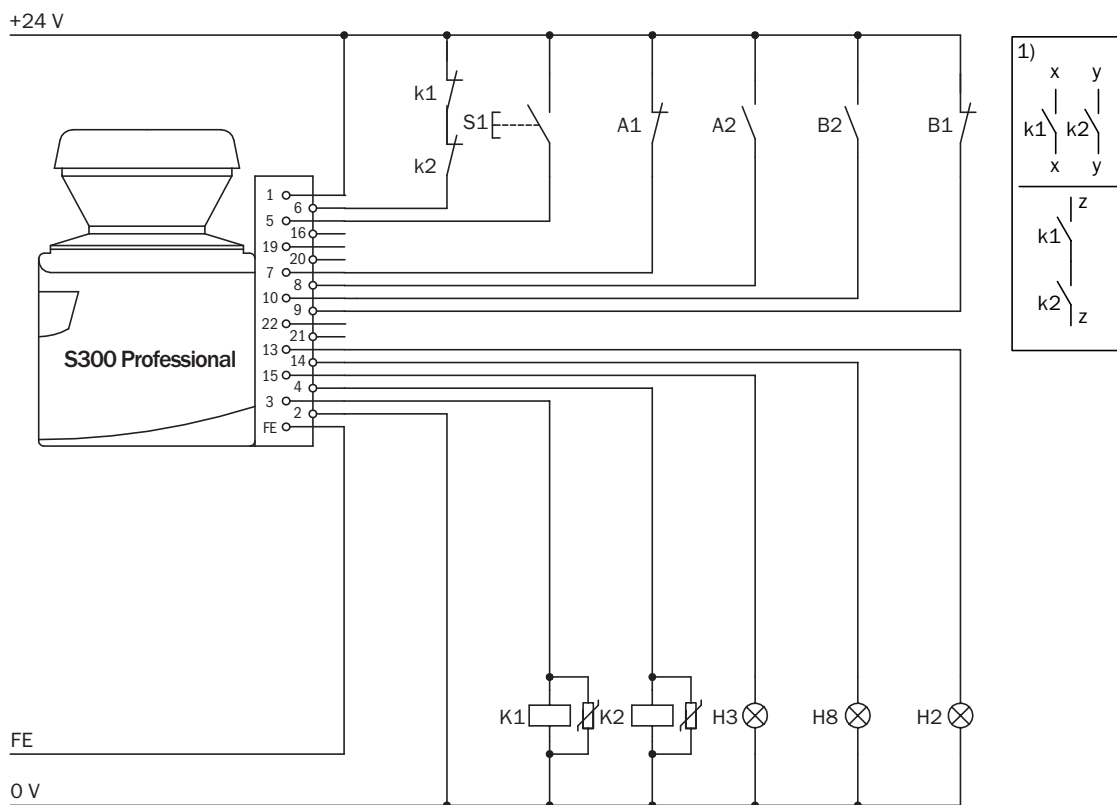 +24 V
1)
x y
k1
S1
A1
A2
B2
B1
k1 k2
k2
x y
1
6
5
16
19
20
7
8
10
9
22
21
13
14
15
4
3
2
FE
z
k1
k2
z
S300 Professional
K1
K2
H3
H8
H2
FE
0 V